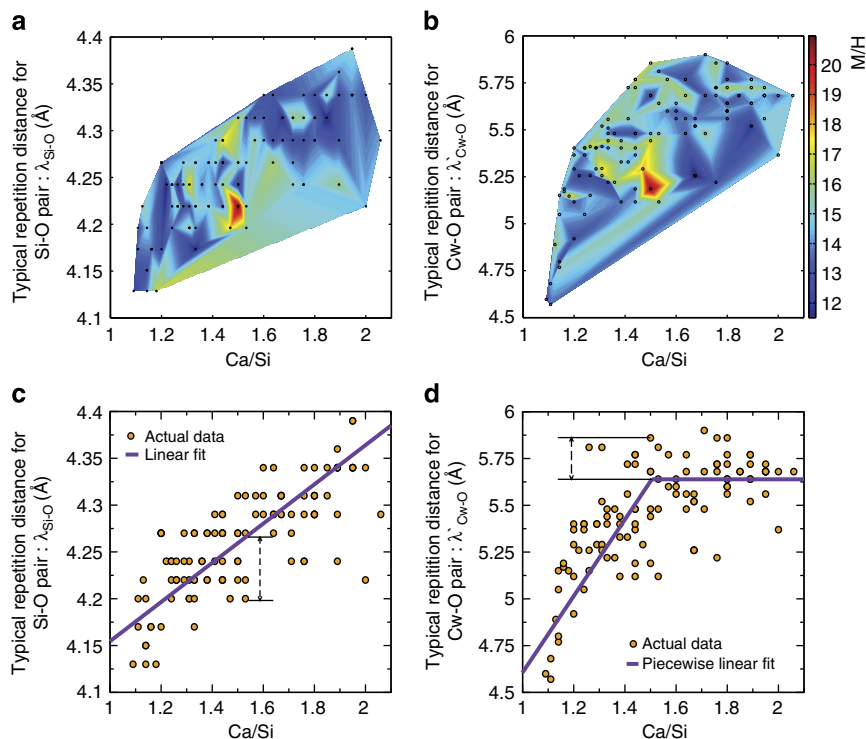 a
Typical repetition distance for
Si-O pair : λSi-O (Å)
4.4
4.35
4.3
4.25
4.2
4.15
4.1
1 1.2 1.4 1.6 1.8 2
Ca/Si
b
Typical repitition distance for
Cw-O pair : λ`Cw-O (Å)
6
5.75
5.5
5.25
5
4.75
4.5
1 1.2 1.4 1.6 1.8 2
Ca/Si
M/H
20
19
18
17
16
15
14
13
12
c
Typical repetition distance for
Si-O pair : λSi-O (Å)
4.4
4.35
4.3
4.25
4.2
4.15
4.1
Actual data
Linear fit
1 1.2 1.4 1.6 1.8 2
Ca/Si
d
Typical repitition distance for
Cw-O pair : λ`Cw-O (Å)
6
5.75
5.5
5.25
5
4.75
4.5
Actual data
Piecewise linear fit
1 1.2 1.4 1.6 1.8 2
Ca/Si